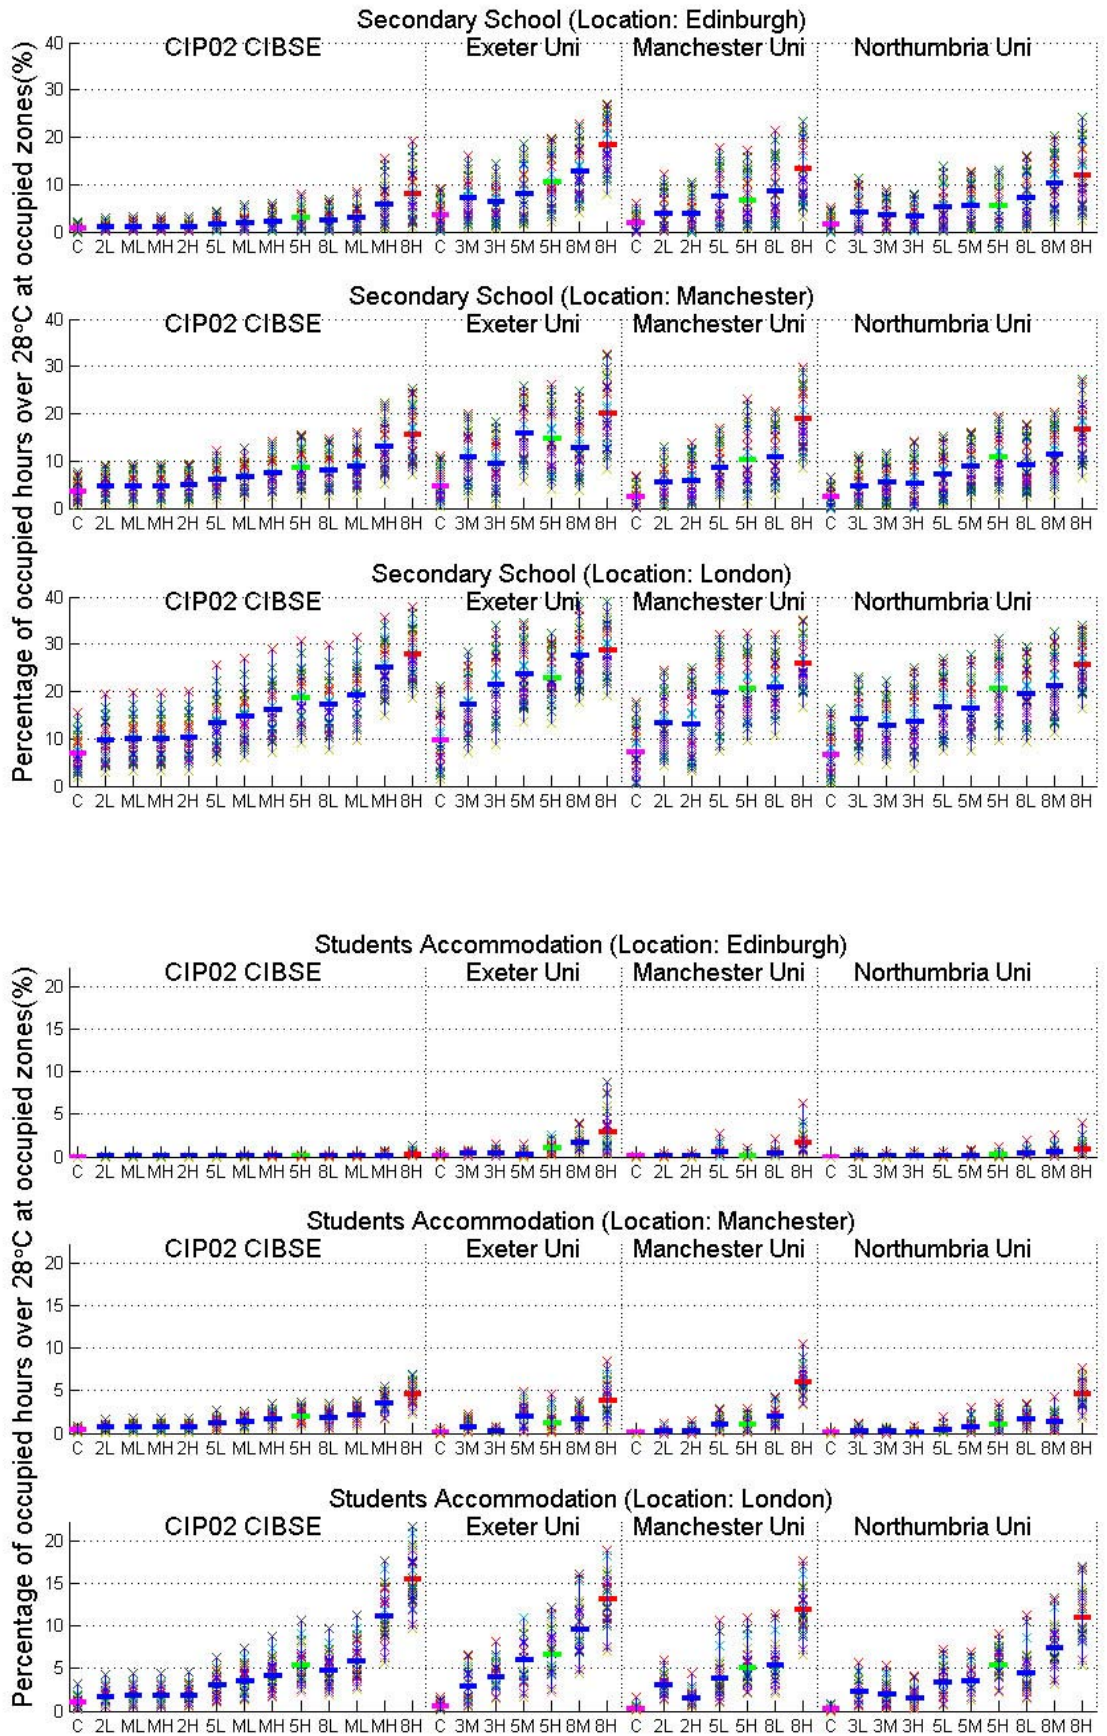 Secondary School (Location: Edinburgh)
CIP02 CIBSE Exeter Uni Manchester Uni Northumbria Uni
40
30
20
10
0
C 2L ML MH 2H 5L ML MH 5H 8L ML MH 8H C 3M 3H 5M 5H 8M 8H C 2L 2H 5L 5H 8L 8H C 3L 3M 3H 5L 5M 5H 8L 8M 8H
Percentage of occupied hours over 28°C at occupied zones(%)
Secondary School (Location: Manchester)
CIP02 CIBSE Exeter Uni Manchester Uni Northumbria Uni
40
30
20
10
0
C 2L ML MH 2H 5L ML MH 5H 8L ML MH 8H C 3M 3H 5M 5H 8M 8H C 2L 2H 5L 5H 8L 8H C 3L 3M 3H 5L 5M 5H 8L 8M 8H
Secondary School (Location: London)
CIP02 CIBSE Exeter Uni Manchester Uni Northumbria Uni
40
30
20
10
0
C 2L ML MH 2H 5L ML MH 5H 8L ML MH 8H C 3M 3H 5M 5H 8M 8H C 2L 2H 5L 5H 8L 8H C 3L 3M 3H 5L 5M 5H 8L 8M 8H
Students Accommodation (Location: Edinburgh)
CIP02 CIBSE Exeter Uni Manchester Uni Northumbria Uni
20
15
10
5
0
C 2L ML MH 2H 5L ML MH 5H 8L ML MH 8H C 3M 3H 5M 5H 8M 8H C 2L 2H 5L 5H 8L 8H C 3L 3M 3H 5L 5M 5H 8L 8M 8H
Percentage of occupied hours over 28°C at occupied zones(%)
Students Accommodation (Location: Manchester)
CIP02 CIBSE Exeter Uni Manchester Uni Northumbria Uni
20
15
10
5
0
C 2L ML MH 2H 5L ML MH 5H 8L ML MH 8H C 3M 3H 5M 5H 8M 8H C 2L 2H 5L 5H 8L 8H C 3L 3M 3H 5L 5M 5H 8L 8M 8H
Students Accommodation (Location: London)
CIP02 CIBSE Exeter Uni Manchester Uni Northumbria Uni
20
15
10
5
0
C 2L ML MH 2H 5L ML MH 5H 8L ML MH 8H C 3M 3H 5M 5H 8M 8H C 2L 2H 5L 5H 8L 8H C 3L 3M 3H 5L 5M 5H 8L 8M 8H